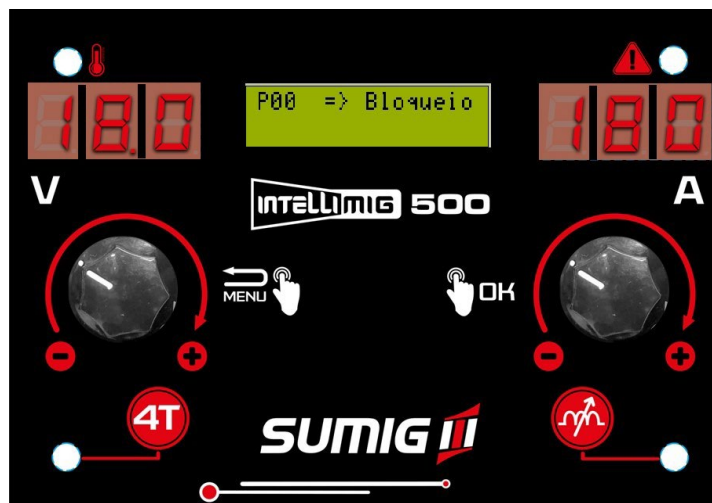 18.0
P00 => Bloqueio
180
V
INTELLIMIG 500
A
MENU
OK
4T
SUMIG